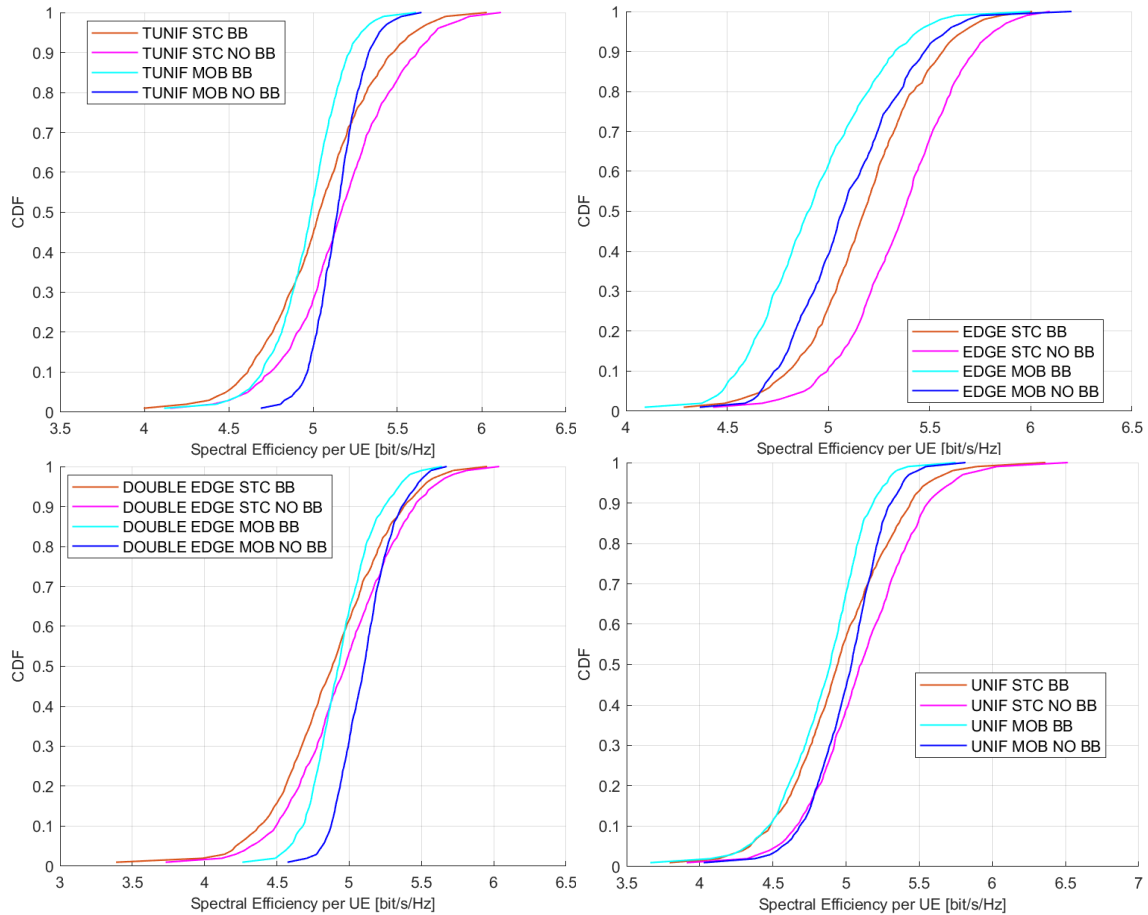 1
0.9
0.8
0.7
0.6
0.5
0.4
0.3
0.2
0.1
0
CDF
TUNIF STC BB
TUNIF STC NO BB
TUNIF MOB BB
TUNIF MOB NO BB
3.5 4 4.5 5 5.5 6 6.5
Spectral Efficiency per UE [bit/s/Hz]
1
0.9
0.8
0.7
0.6
0.5
0.4
0.3
0.2
0.1
0
CDF
EDGE STC BB
EDGE STC NO BB
EDGE MOB BB
EDGE MOB NO BB
4 4.5 5 5.5 6 6.5
Spectral Efficiency per UE [bit/s/Hz]
1
0.9
0.8
0.7
0.6
0.5
0.4
0.3
0.2
0.1
0
CDF
DOUBLE EDGE STC BB
DOUBLE EDGE STC NO BB
DOUBLE EDGE MOB BB
DOUBLE EDGE MOB NO BB
3 3.5 4 4.5 5 5.5 6 6.5
Spectral Efficiency per UE [bit/s/Hz]
1
0.9
0.8
0.7
0.6
0.5
0.4
0.3
0.2
0.1
0
CDF
UNIF STC BB
UNIF STC NO BB
UNIF MOB BB
UNIF MOB NO BB
3.5 4 4.5 5 5.5 6 6.5 7
Spectral Efficiency per UE [bit/s/Hz]